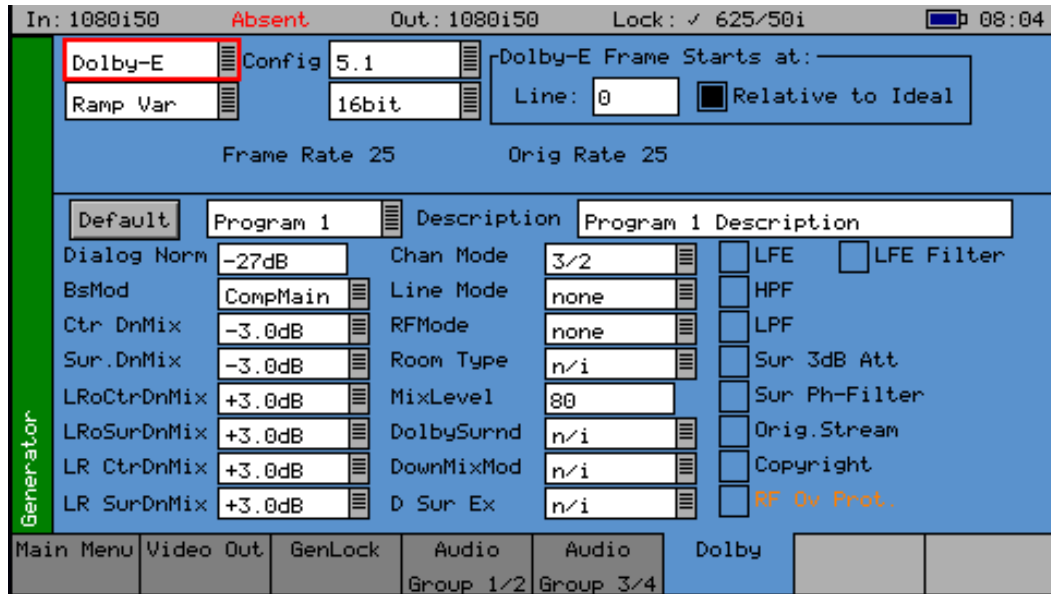 In: 1080i50 Absent Out: 1080i50 Lock: ✓ 625/50i 08:04
Dolby-E Config 5.1 Dolby-E Frame Starts at:
Ramp Var 16bit Line: 0 Relative to Ideal
Frame Rate 25 Orig Rate 25
Default Program 1 Description Program 1 Description
Dialog Norm -27dB Chan Mode 3/2 LFE LFE Filter
BsMod CompMain Line Mode none HPF
Ctr DnMix -3.0dB RFMode none LPF
Sur.DnMix -3.0dB Room Type n/i Sur 3dB Att
LRoCtrDnMix +3.0dB MixLevel 80 Sur Ph-Filter
LRoSurDnMix +3.0dB DolbySurnd n/i Orig.Stream
LR CtrDnMix +3.0dB DownMixMod n/i Copyright
LR SurDnMix +3.0dB D Sur Ex n/i RF Ov Prot.
Generator
Main Menu Video Out GenLock Audio Audio Dolby
Group 1/2 Group 3/4